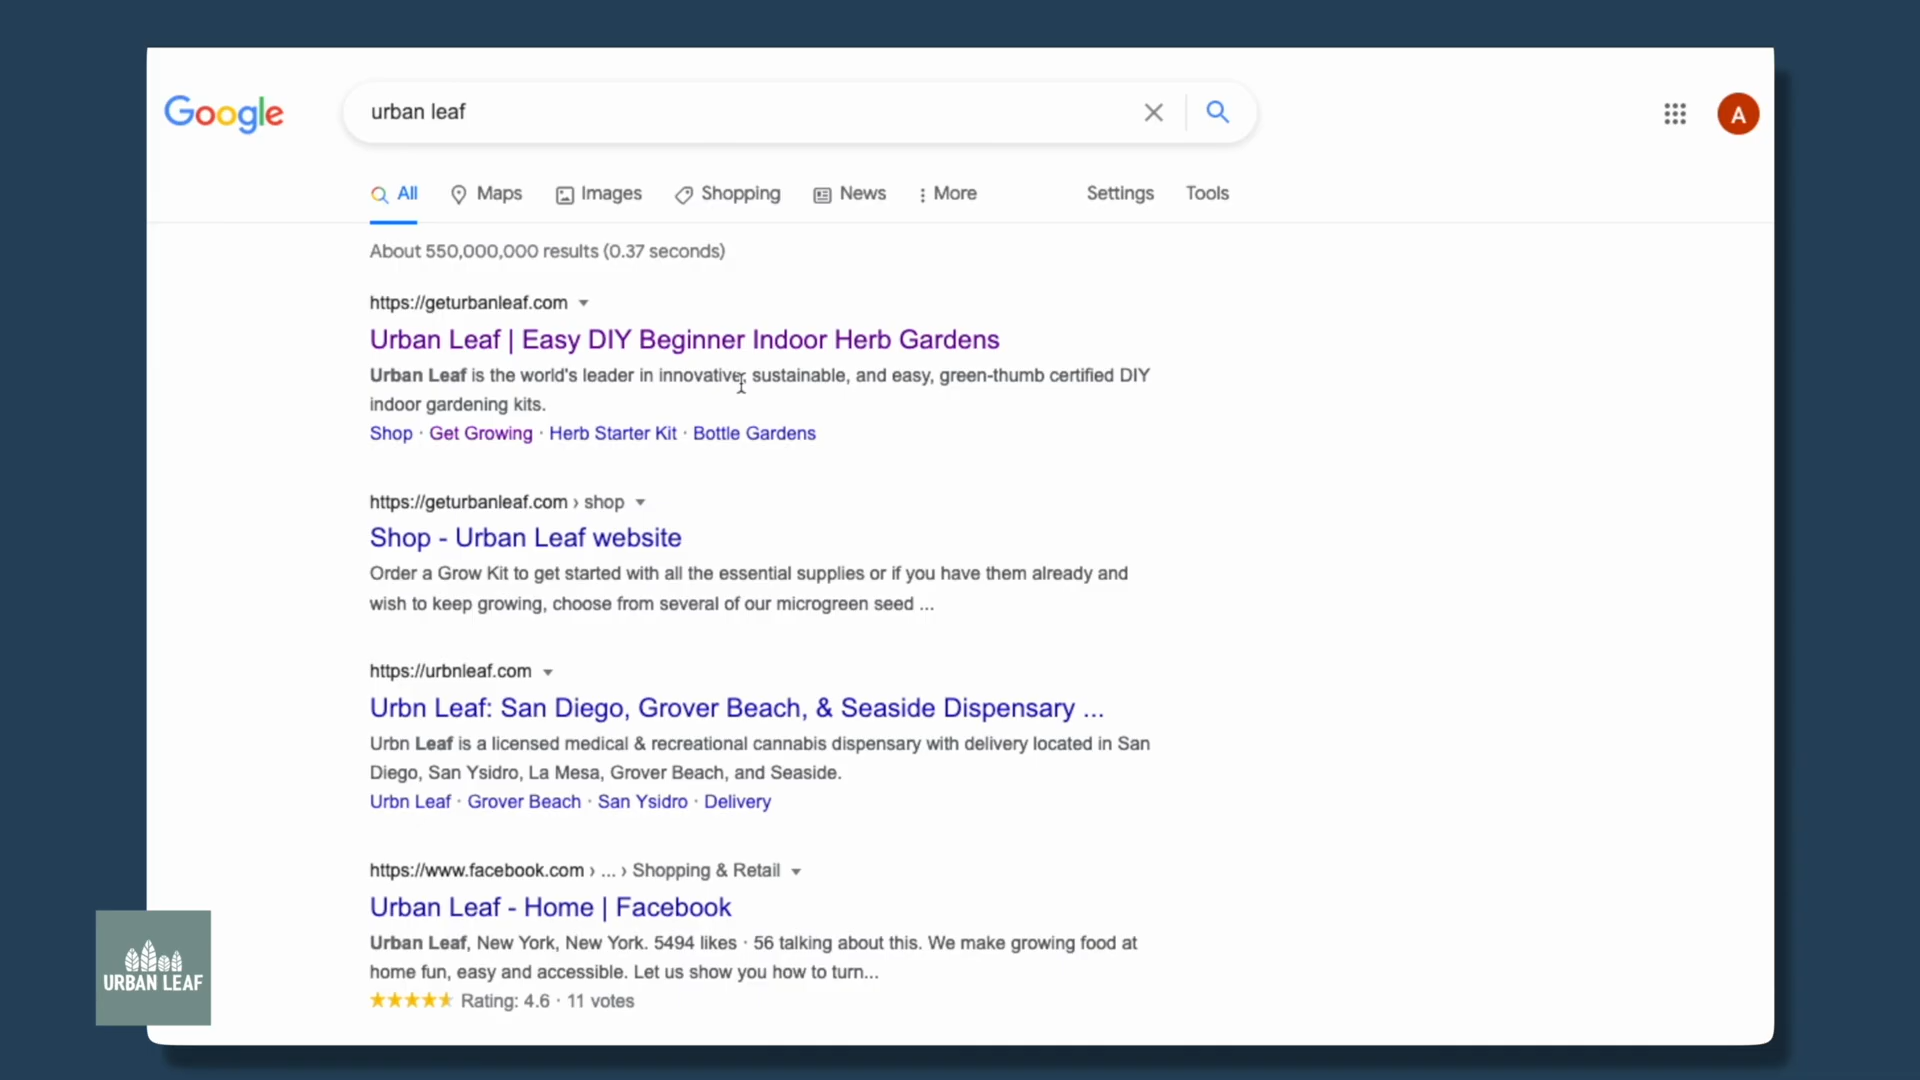 Google
urban leaf
A
All Maps Images Shopping News More Settings Tools
About 550,000,000 results (0.37 seconds)
https://geturbanleaf.com
Urban Leaf | Easy DIY Beginner Indoor Herb Gardens
Urban Leaf is the world's leader in innovative, sustainable, and easy, green-thumb certified DIY
indoor gardening kits.
Shop · Get Growing · Herb Starter Kit · Bottle Gardens
https://geturbanleaf.com › shop
Shop - Urban Leaf website
Order a Grow Kit to get started with all the essential supplies or if you have them already and
wish to keep growing, choose from several of our microgreen seed ...
https://urbnleaf.com
Urbn Leaf: San Diego, Grover Beach, & Seaside Dispensary ...
Urbn Leaf is a licensed medical & recreational cannabis dispensary with delivery located in San
Diego, San Ysidro, La Mesa, Grover Beach, and Seaside.
Urbn Leaf · Grover Beach · San Ysidro · Delivery
https://www.facebook.com › ... › Shopping & Retail
Urban Leaf - Home | Facebook
Urban Leaf, New York, New York. 5494 likes · 56 talking about this. We make growing food at
home fun, easy and accessible. Let us show you how to turn...
Rating: 4.6 · 11 votes
URBAN LEAF